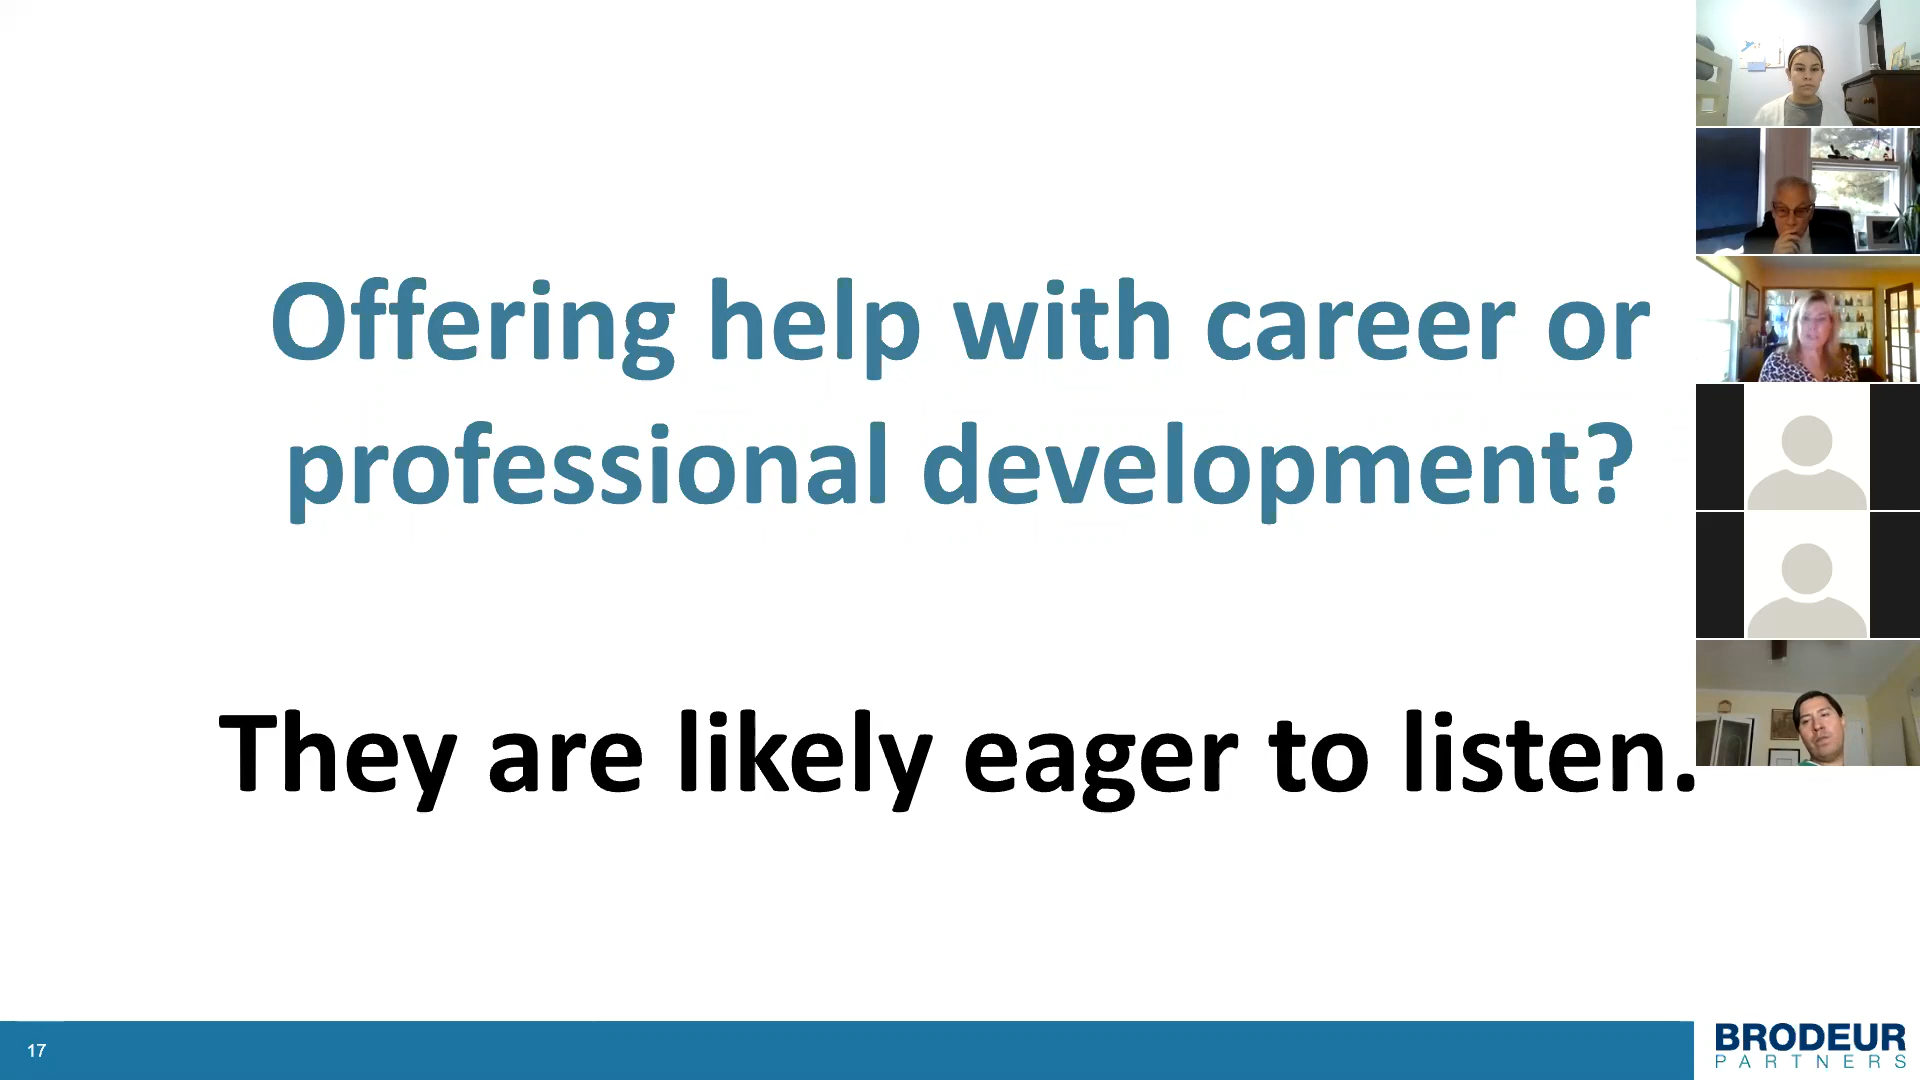 Offering help with career or
professional development?
They are likely eager to listen.
17
BRODEUR
PARTNERS